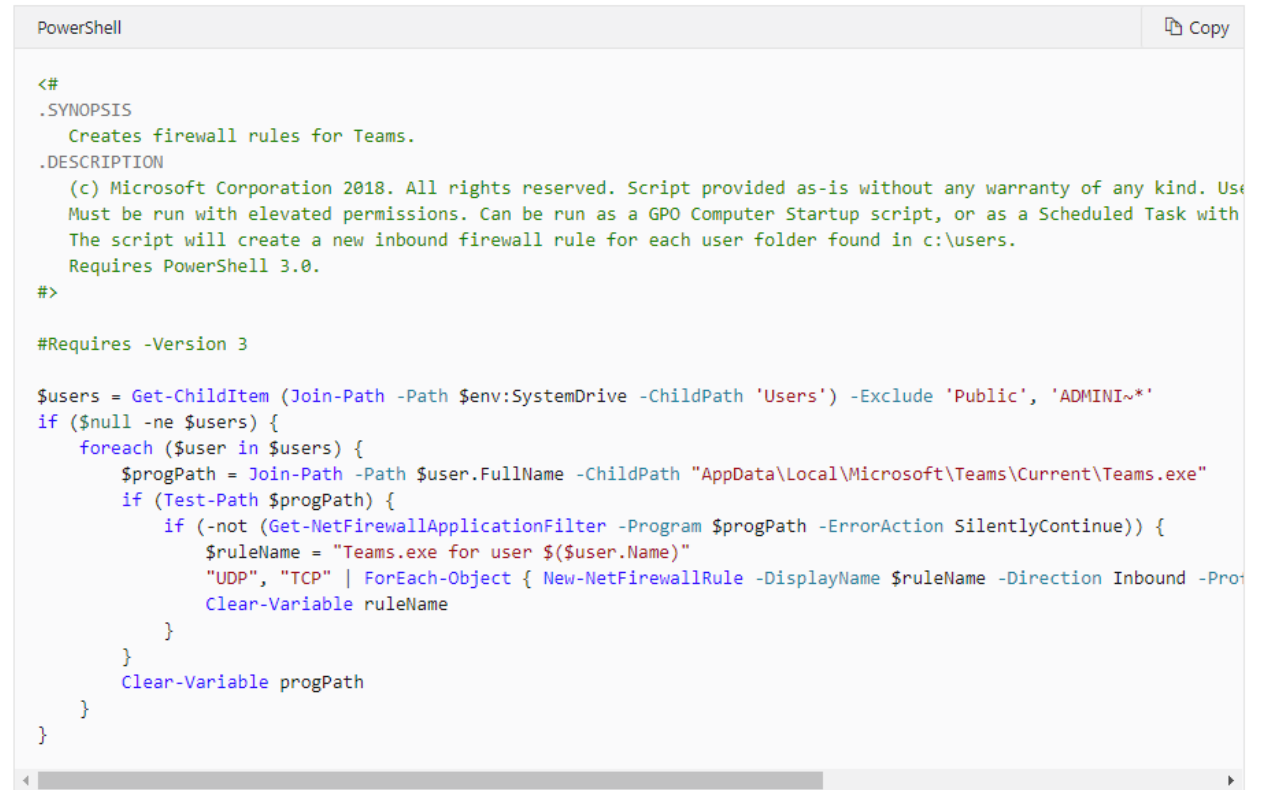 PowerShell
Copy
<#
.SYNOPSIS
   Creates firewall rules for Teams.
.DESCRIPTION
   (c) Microsoft Corporation 2018. All rights reserved. Script provided as-is without any warranty of any kind. Use
   Must be run with elevated permissions. Can be run as a GPO Computer Startup script, or as a Scheduled Task with
   The script will create a new inbound firewall rule for each user folder found in c:\users.
   Requires PowerShell 3.0.
#>
#Requires -Version 3
$users = Get-ChildItem (Join-Path -Path $env:SystemDrive -ChildPath 'Users') -Exclude 'Public', 'ADMINI~*'
if ($null -ne $users) {
    foreach ($user in $users) {
        $progPath = Join-Path -Path $user.FullName -ChildPath "AppData\Local\Microsoft\Teams\Current\Teams.exe"
        if (Test-Path $progPath) {
            if (-not (Get-NetFirewallApplicationFilter -Program $progPath -ErrorAction SilentlyContinue)) {
                $ruleName = "Teams.exe for user $($user.Name)"
                "UDP", "TCP" | ForEach-Object { New-NetFirewallRule -DisplayName $ruleName -Direction Inbound -Prof
                Clear-Variable ruleName
            }
        }
        Clear-Variable progPath
    }
}